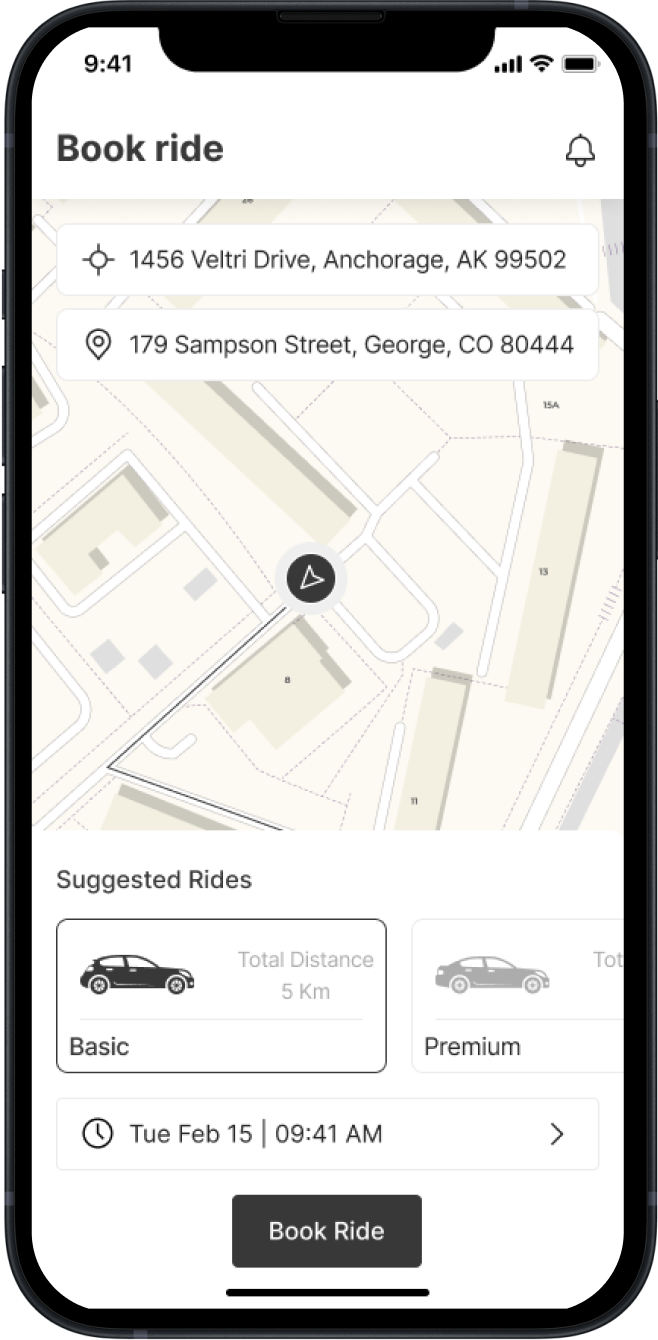 9:41
Book ride
26
1456 Veltri Drive, Anchorage, AK 99502
179 Sampson Street, George, CO 80444
15A
13
8
11
Suggested Rides
Total Distance
5 Km
Basic
Tot
Premium
Tue Feb 15 | 09:41 AM
Book Ride